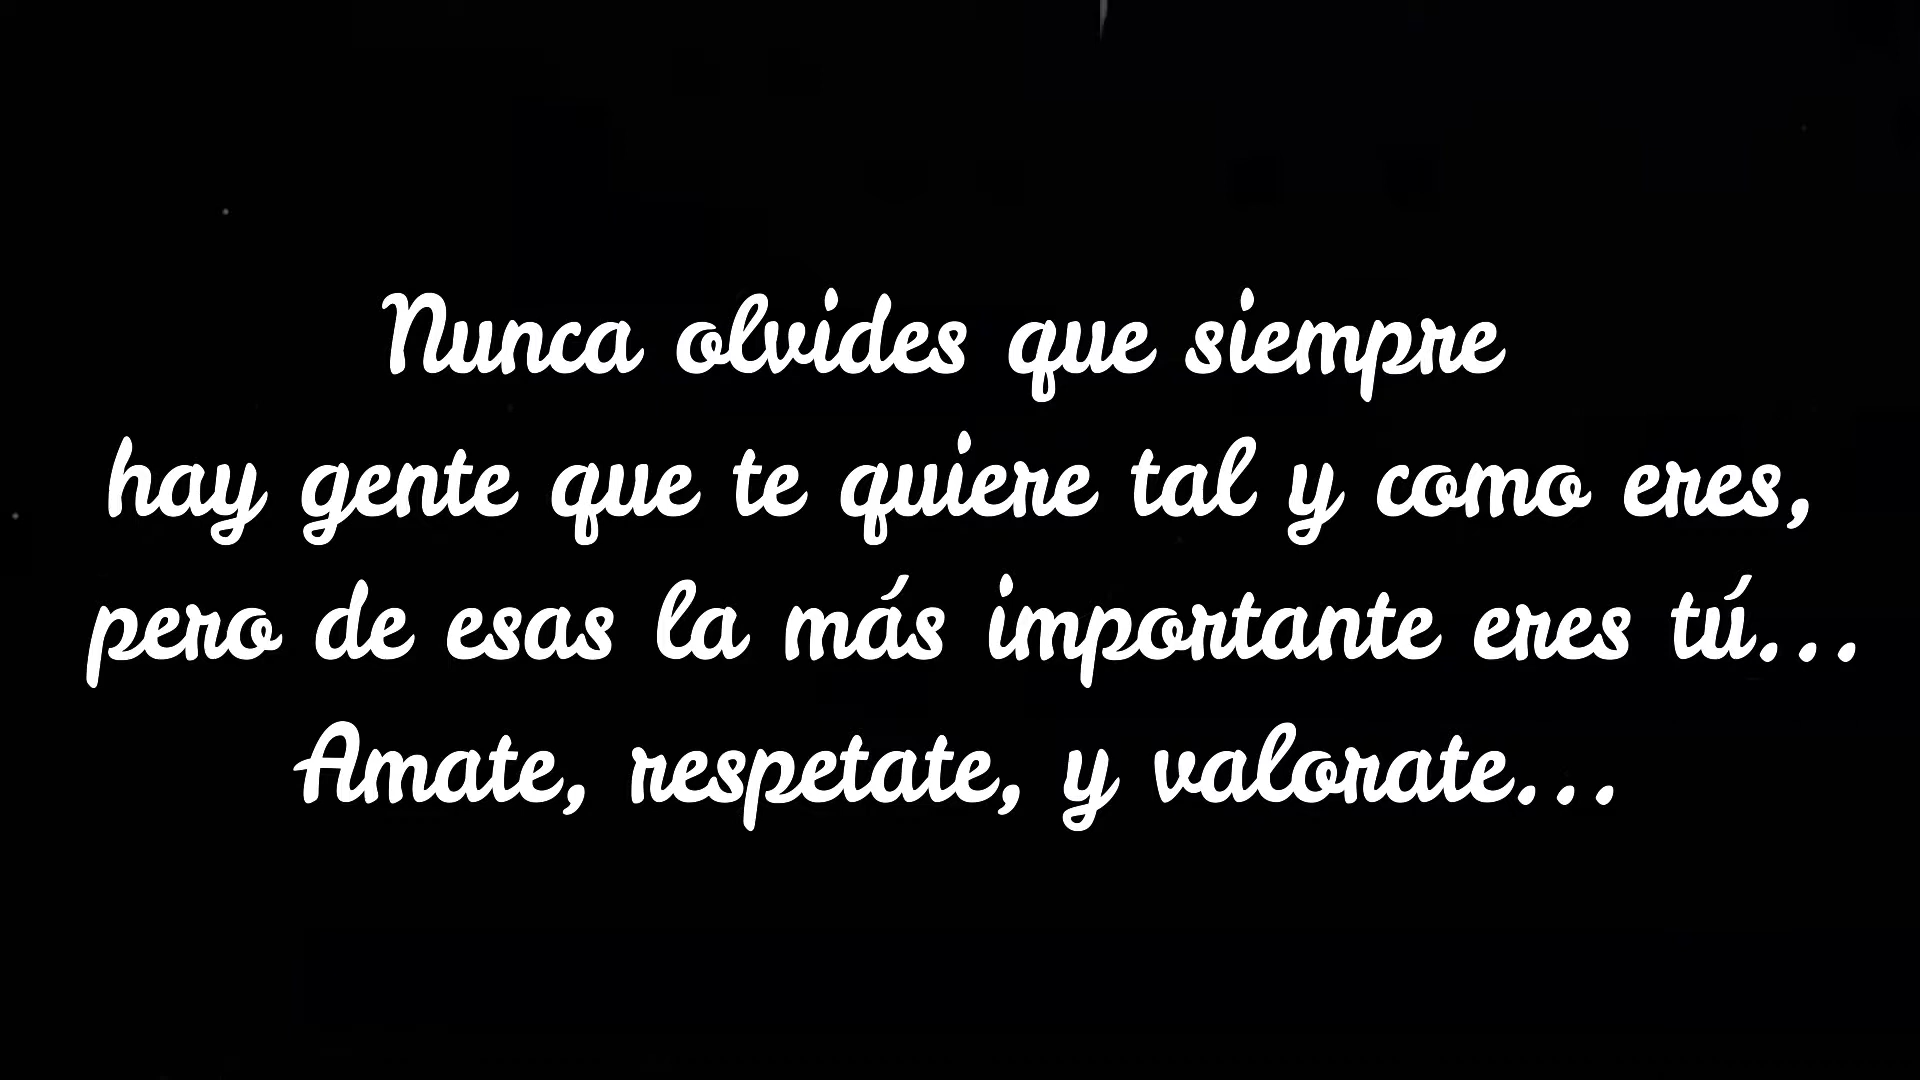 Nunca olvides que siempre
hay gente que te quiere tal y como eres,
pero de esas la más importante eres tú...
Amate, respetate, y valorate...